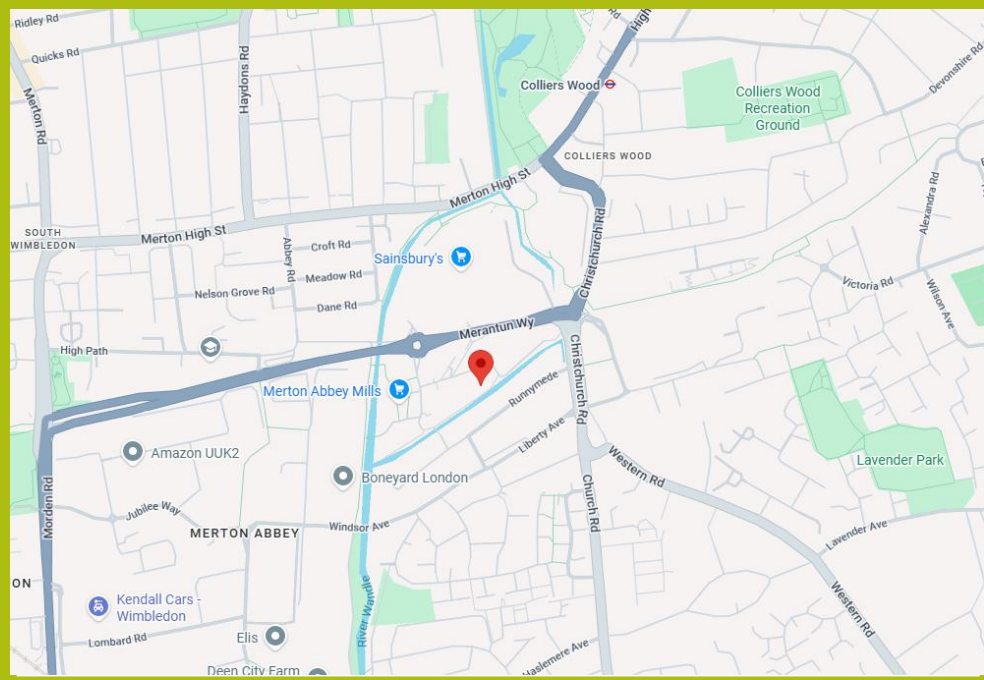 Ridley Rd
Quicks Rd
Merton Rd
Haydons Rd
High
Colliers Wood
Colliers Wood
Recreation
Ground
Devonshire Rd
COLLIERS WOOD
Merton High St
Alexandra Rd
SOUTH
WIMBLEDON
Merton High St
Abbey Rd
Croft Rd
Sainsbury's
Christchurch Rd
Meadow Rd
Nelson Grove Rd
Dane Rd
Victoria Rd
Wilson Ave
Merantun Wy
High Path
Christchurch Rd
Merton Abbey Mills
Runnymede
Liberty Ave
Amazon UUK2
Boneyard London
Western Rd
Lavender Park
Morden Rd
Jubilee Way
MERTON ABBEY
Windsor Ave
Church Rd
Lavender Ave
ON
Kendall Cars -
Wimbledon
River Wandle
Western Rd
Lombard Rd
Elis
Haslemere Ave
Deen City Farm